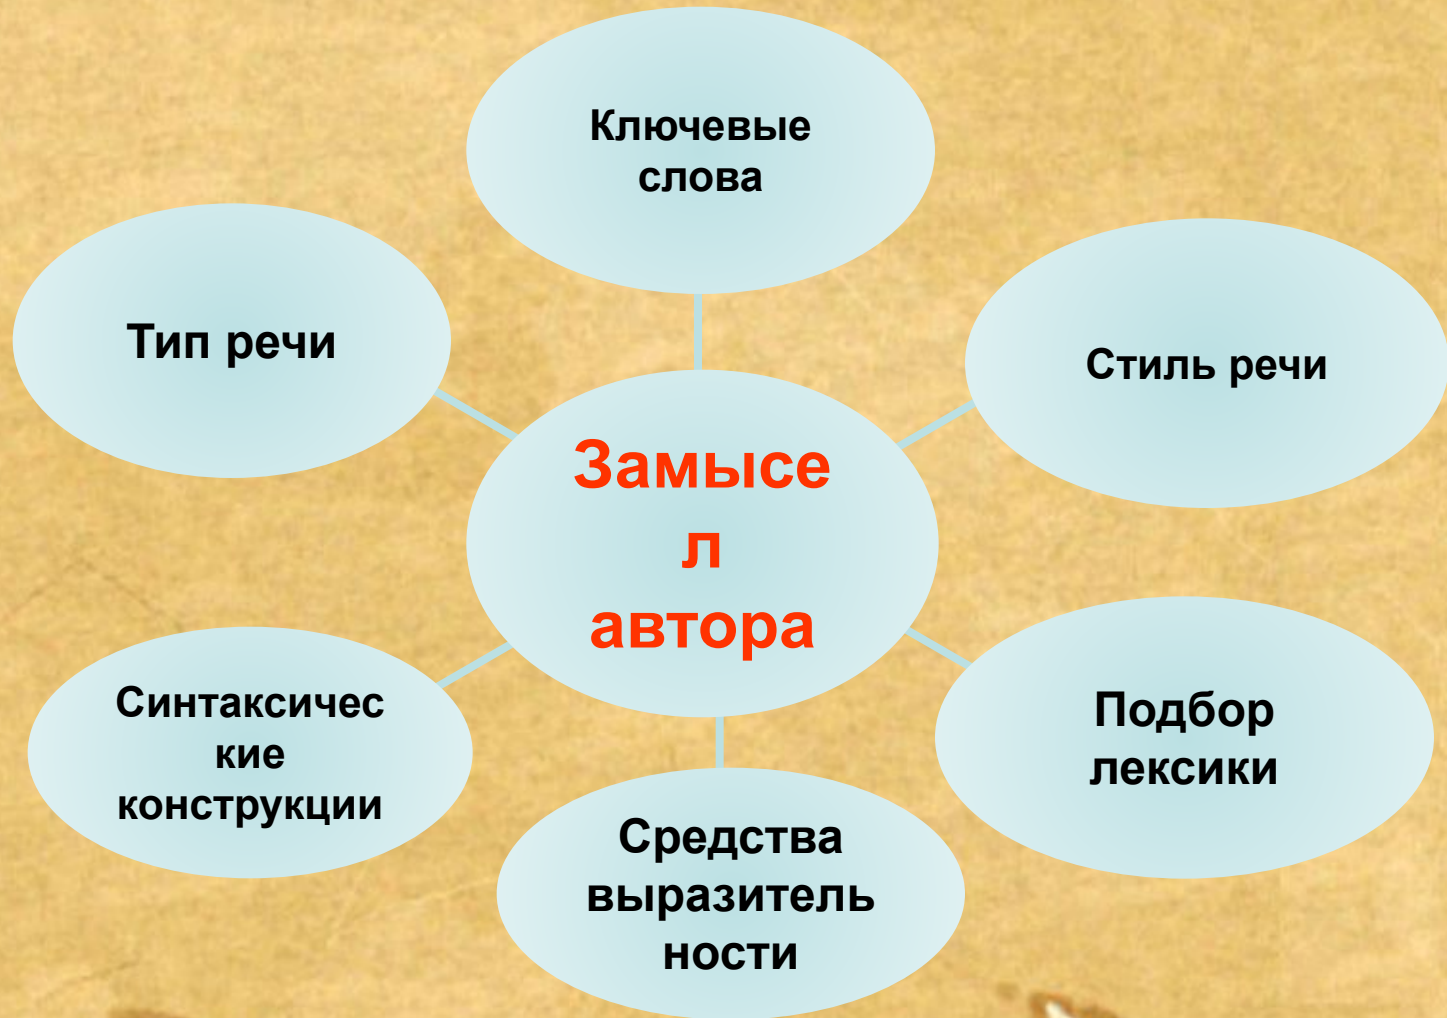 Ключевые
слова
Тип речи
Стиль речи
Замысе
л
автора
Синтаксичес
кие
конструкции
Подбор
лексики
Средства
выразитель
ности